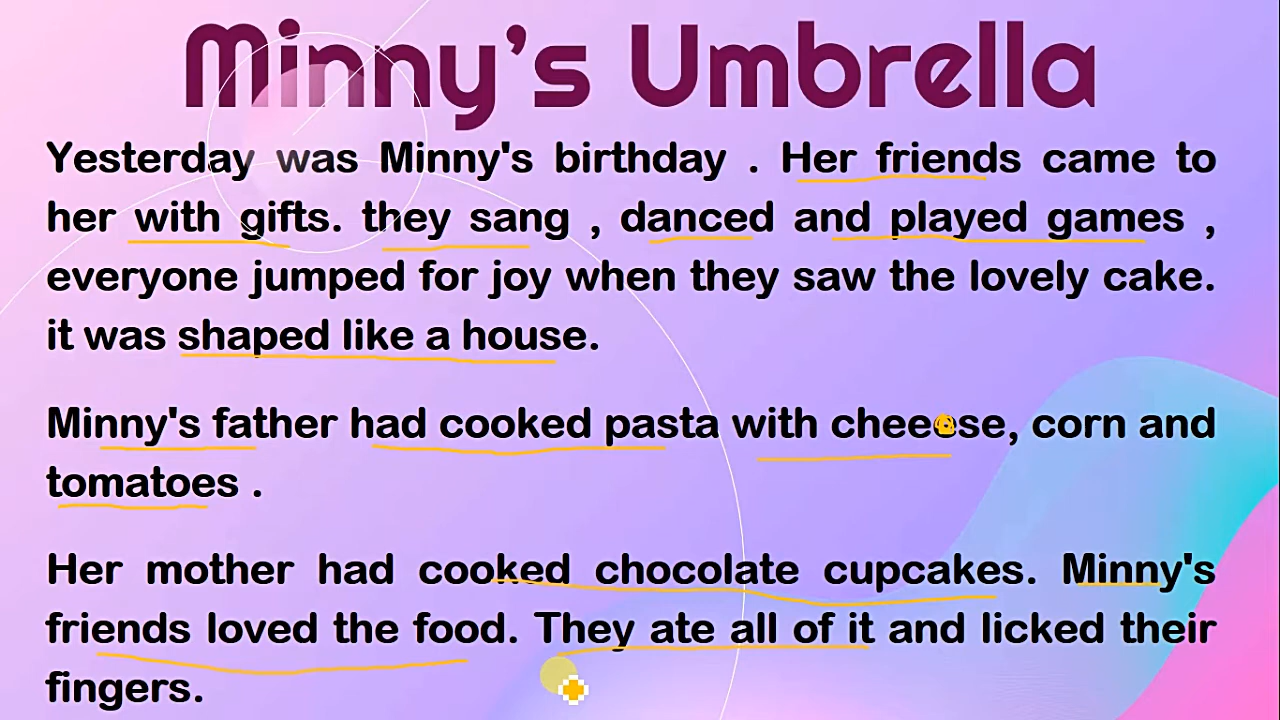 Minny's Umbrella
Yesterday was Minny's birthday . Her friends came to
her with gifts. they sang , danced and played games ,
everyone jumped for joy when they saw the lovely cake.
it was shaped like a house.
Minny's father had cooked pasta with cheese, corn and
tomatoes .
Her mother had cooked chocolate cupcakes. Minny's
friends loved the food. They ate all of it and licked their
fingers.